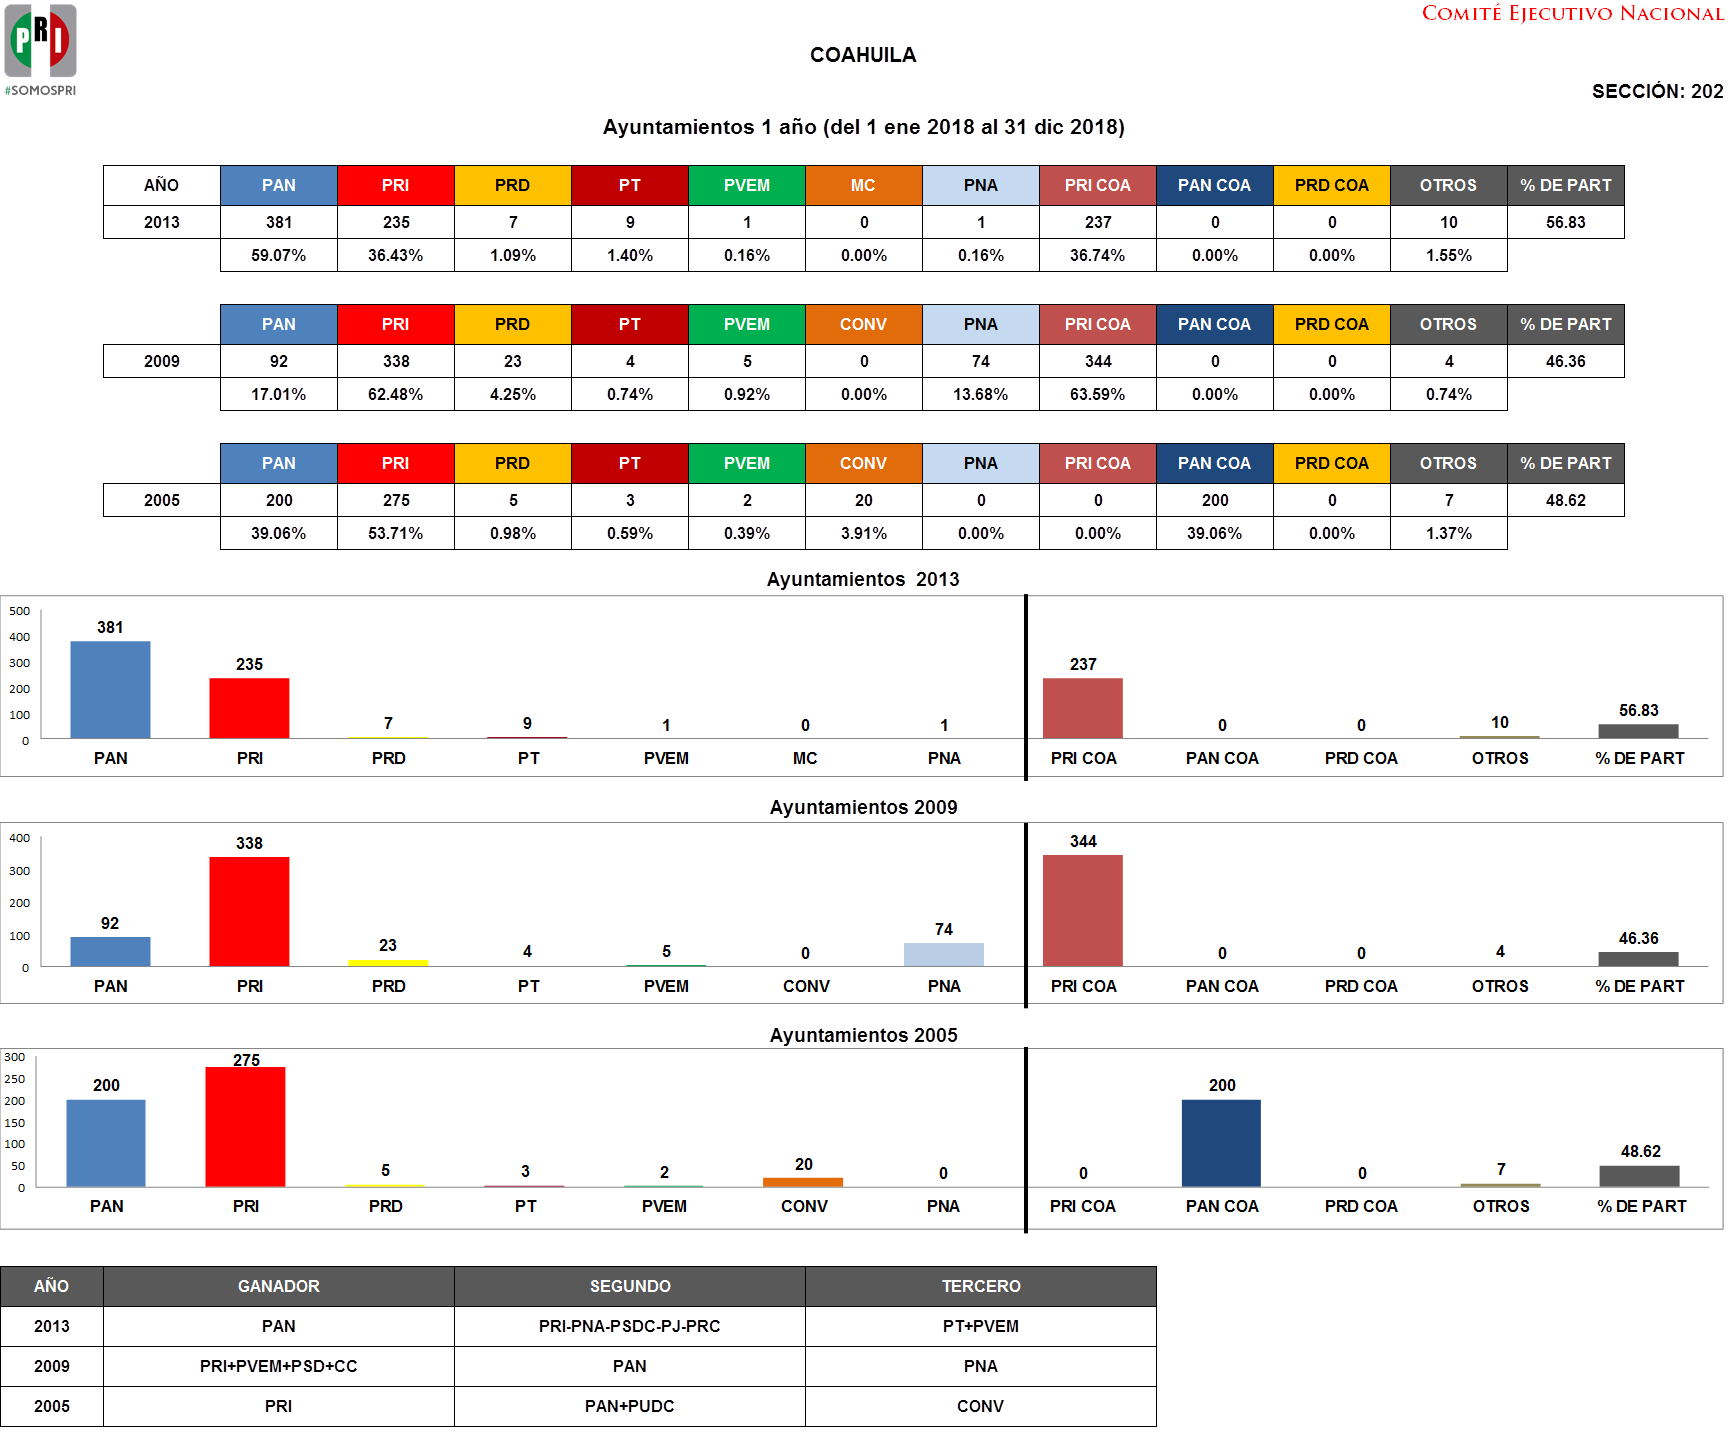 PRI
#SOMOSPRI
COMITÉ EJECUTIVO NACIONAL
COAHUILA
SECCIÓN: 202
Ayuntamientos 1 año (del 1 ene 2018 al 31 dic 2018)
AÑO PAN PRI PRD PT PVEM MC PNA PRI COA PAN COA PRD COA OTROS % DE PART
2013 381 235 7 9 1 0 1 237 0 0 10 56.83
59.07% 36.43% 1.09% 1.40% 0.16% 0.00% 0.16% 36.74% 0.00% 0.00% 1.55%
PAN PRI PRD PT PVEM CONV PNA PRI COA PAN COA PRD COA OTROS % DE PART
2009 92 338 23 4 5 0 74 344 0 0 4 46.36
17.01% 62.48% 4.25% 0.74% 0.92% 0.00% 13.68% 63.59% 0.00% 0.00% 0.74%
PAN PRI PRD PT PVEM CONV PNA PRI COA PAN COA PRD COA OTROS % DE PART
2005 200 275 5 3 2 20 0 0 200 0 7 48.62
39.06% 53.71% 0.98% 0.59% 0.39% 3.91% 0.00% 0.00% 39.06% 0.00% 1.37%
Ayuntamientos 2013
500
400
300
200
100
0
381 235 7 9 1 0 1 237 0 0 10 56.83
PAN PRI PRD PT PVEM MC PNA PRI COA PAN COA PRD COA OTROS % DE PART
Ayuntamientos 2009
400
300
200
100
0
92 338 23 4 5 0 74 344 0 0 4 46.36
PAN PRI PRD PT PVEM CONV PNA PRI COA PAN COA PRD COA OTROS % DE PART
Ayuntamientos 2005
300
250
200
150
100
50
0
200 275 5 3 2 20 0 0 200 0 7 48.62
PAN PRI PRD PT PVEM CONV PNA PRI COA PAN COA PRD COA OTROS % DE PART
AÑO GANADOR SEGUNDO TERCERO
2013 PAN PRI-PNA-PSDC-PJ-PRC PT+PVEM
2009 PRI+PVEM+PSD+CC PAN PNA
2005 PRI PAN+PUDC CONV